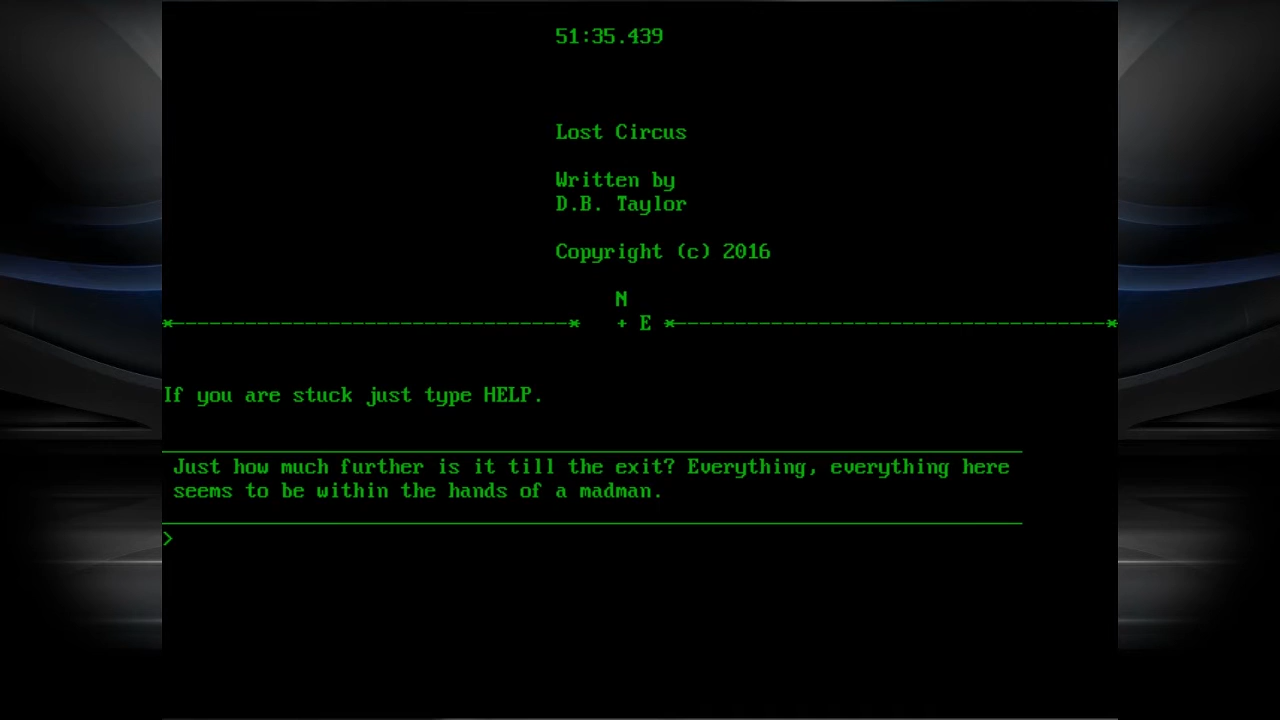 51:35.439
Lost Circus
Written by
D.B. Taylor
Copyright (c) 2016
N
*----------------------------------* + E *-------------------------------------*
If you are stuck just type HELP.
Just how much further is it till the exit? Everything, everything here
seems to be within the hands of a madman.
>